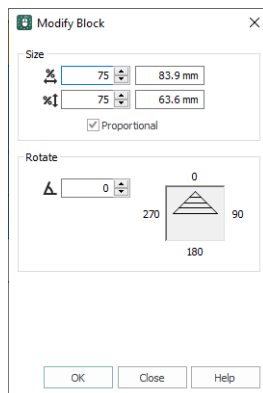 Modify Block
Size
% 75 83.9 mm
% 75 63.6 mm
Proportional
Rotate
0
0
270 90
180
OK Close Help